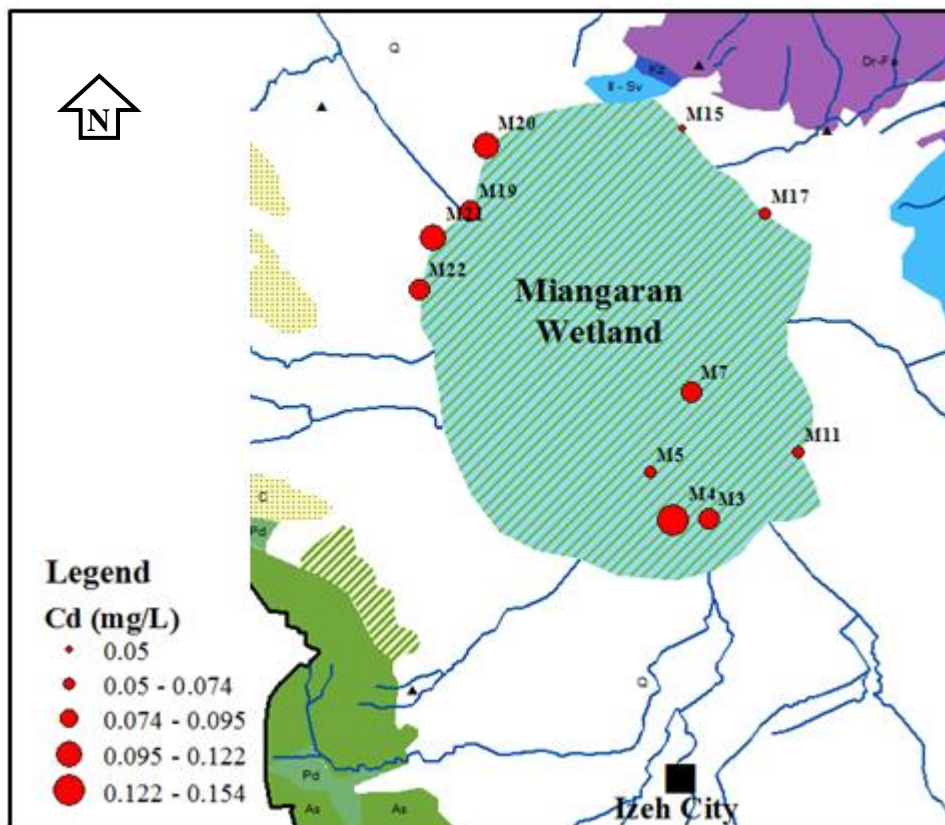 Q
Kz
Dr-Fa
Il - Sv
N
M20
M15
M19
M17
M21
M22
Miangaran
Wetland
M7
M11
M5
M4
M3
C
Pd
Legend
Cd (mg/L)
0.05
0.05 - 0.074
0.074 - 0.095
0.095 - 0.122
0.122 - 0.154
Q
Pd
As
As
Izeh City